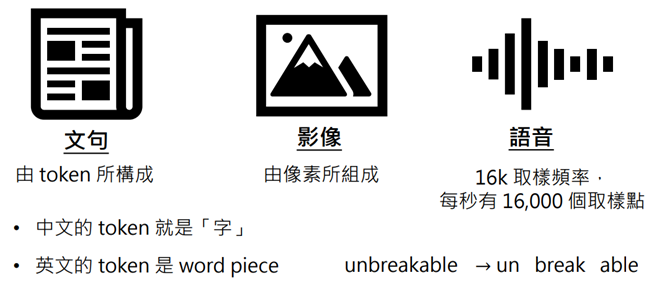 文句
影像
語音
由 token 所構成
由像素所組成
16k 取樣頻率，
每秒有 16,000 個取樣點
• 中文的 token 就是「字」
• 英文的 token 是 word piece
unbreakable → un break able